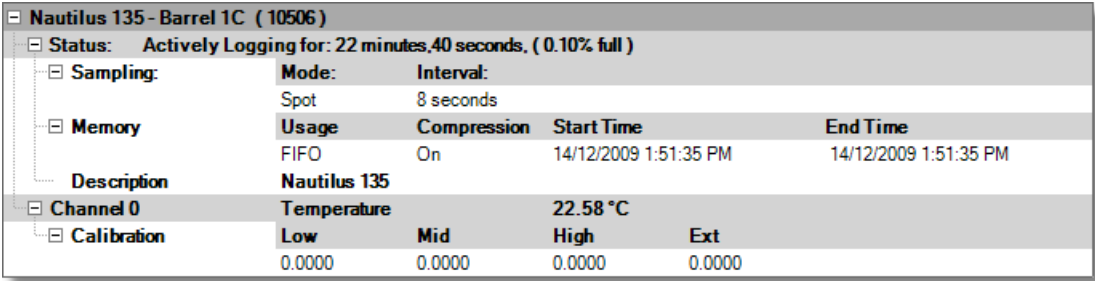 Nautilus 135 - Barrel 1C ( 10506 )
Status: Actively Logging for: 22 minutes,40 seconds, ( 0.10% full )
Sampling: Mode: Interval:
Spot 8 seconds
Memory Usage Compression Start Time End Time
FIFO On 14/12/2009 1:51:35 PM 14/12/2009 1:51:35 PM
Description Nautilus 135
Channel 0 Temperature 22.58 °C
Calibration Low Mid High Ext
0.0000 0.0000 0.0000 0.0000